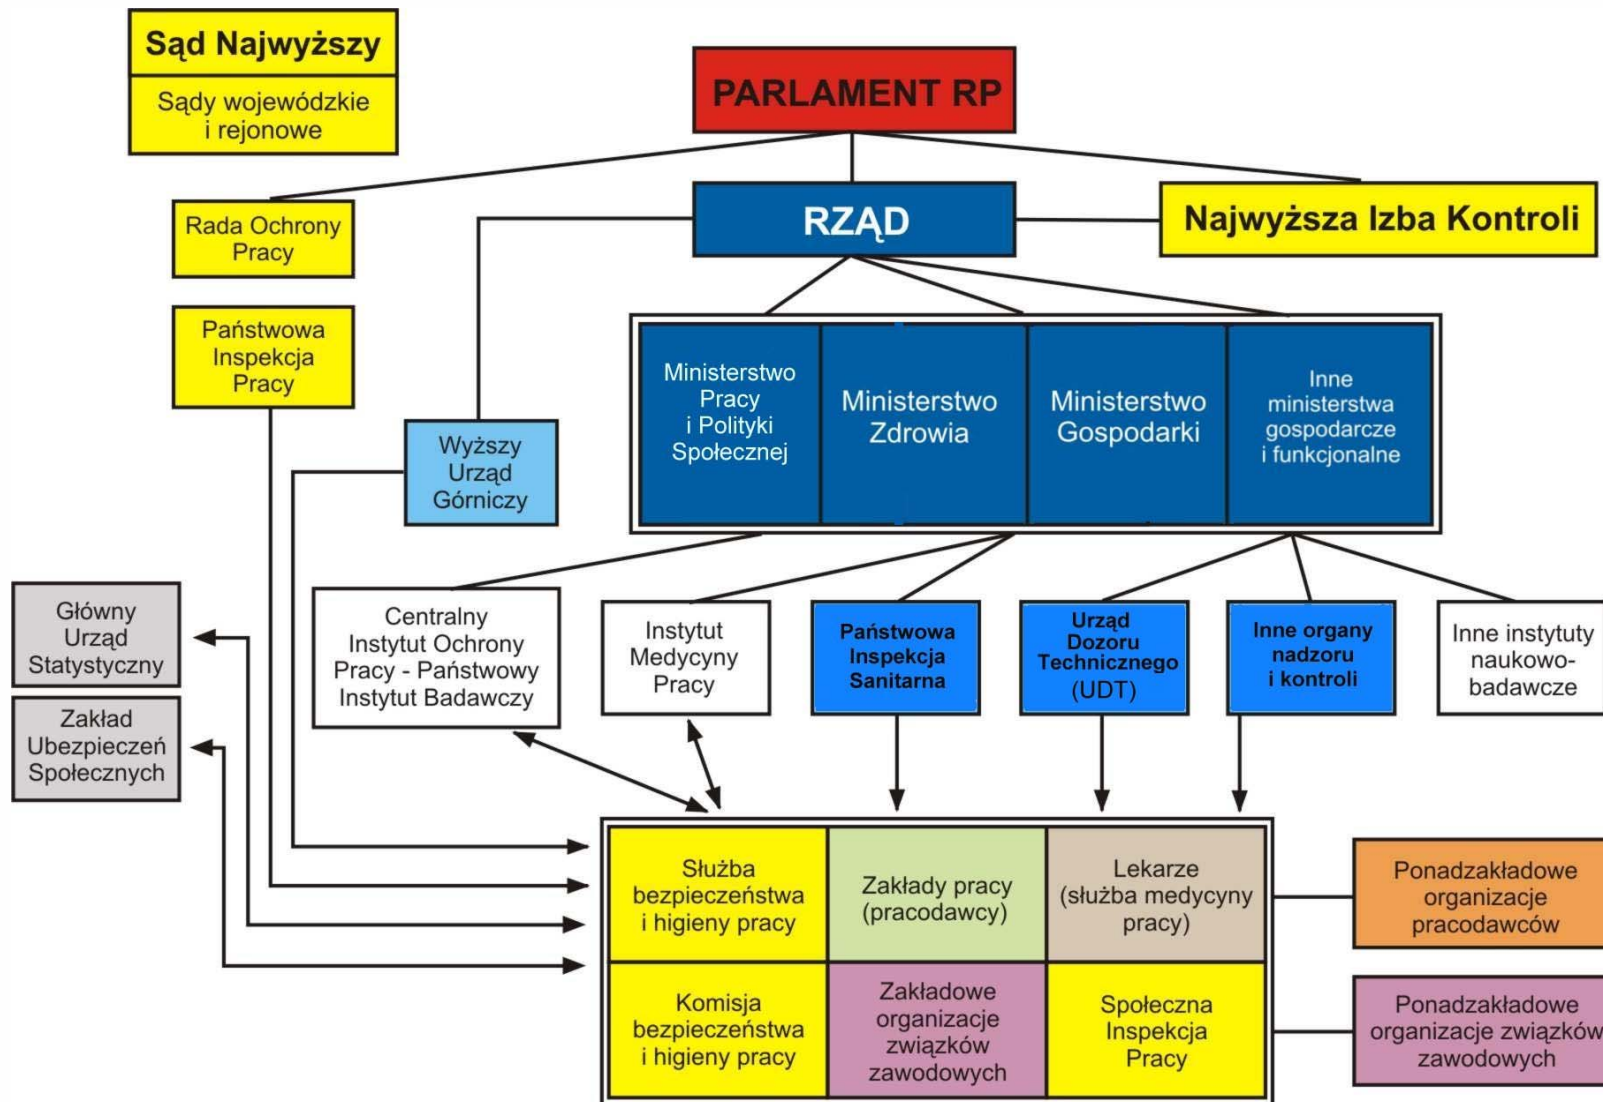 Sąd Najwyższy
Sądy wojewódzkie
i rejonowe
PARLAMENT RP
Rada Ochrony
Pracy
RZĄD
Najwyższa Izba Kontroli
Państwowa
Inspekcja
Pracy
Wyższy
Urząd
Górniczy
Ministerstwo
Pracy
i Polityki
Społecznej
Ministerstwo
Zdrowia
Ministerstwo
Gospodarki
Inne
ministerstwa
gospodarcze
i funkcjonalne
Główny
Urząd
Statystyczny
Zakład
Ubezpieczeń
Społecznych
Centralny
Instytut Ochrony
Pracy - Państwowy
Instytut Badawczy
Instytut
Medycyny
Pracy
Państwowa
Inspekcja
Sanitarna
Urząd
Dozoru
Technicznego
(UDT)
Inne organy
nadzoru
i kontroli
Inne instytuty
naukowo-
badawcze
Służba
bezpieczeństwa
i higieny pracy
Zakłady pracy
(pracodawcy)
Lekarze
(służba medycyny
pracy)
Ponadzakładowe
organizacje
pracodawców
Komisja
bezpieczeństwa
i higieny pracy
Zakładowe
organizacje
związków
zawodowych
Społeczna
Inspekcja
Pracy
Ponadzakładowe
organizacje związków
zawodowych